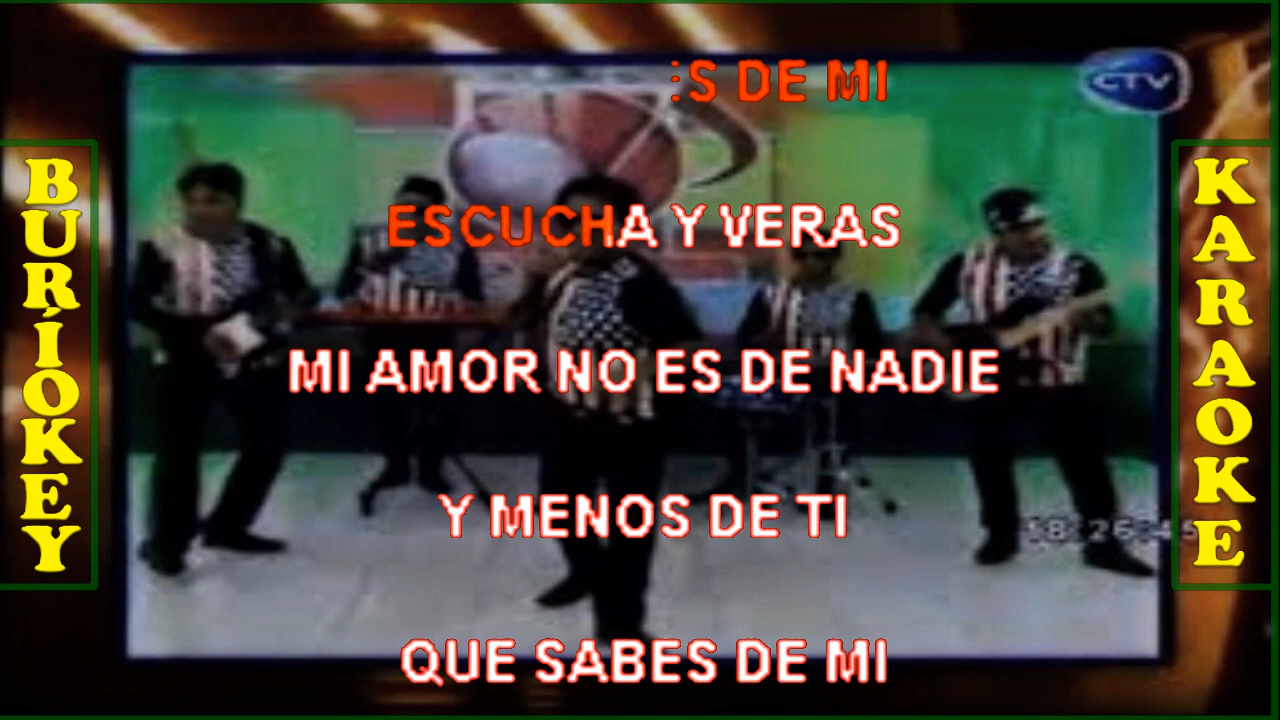 ES DE MI
CTV
BURÍOKEY
KARAOKE
ESCUCHA Y VERAS
MI AMOR NO ES DE NADIE
Y MENOS DE TI
QUE SABES DE MI